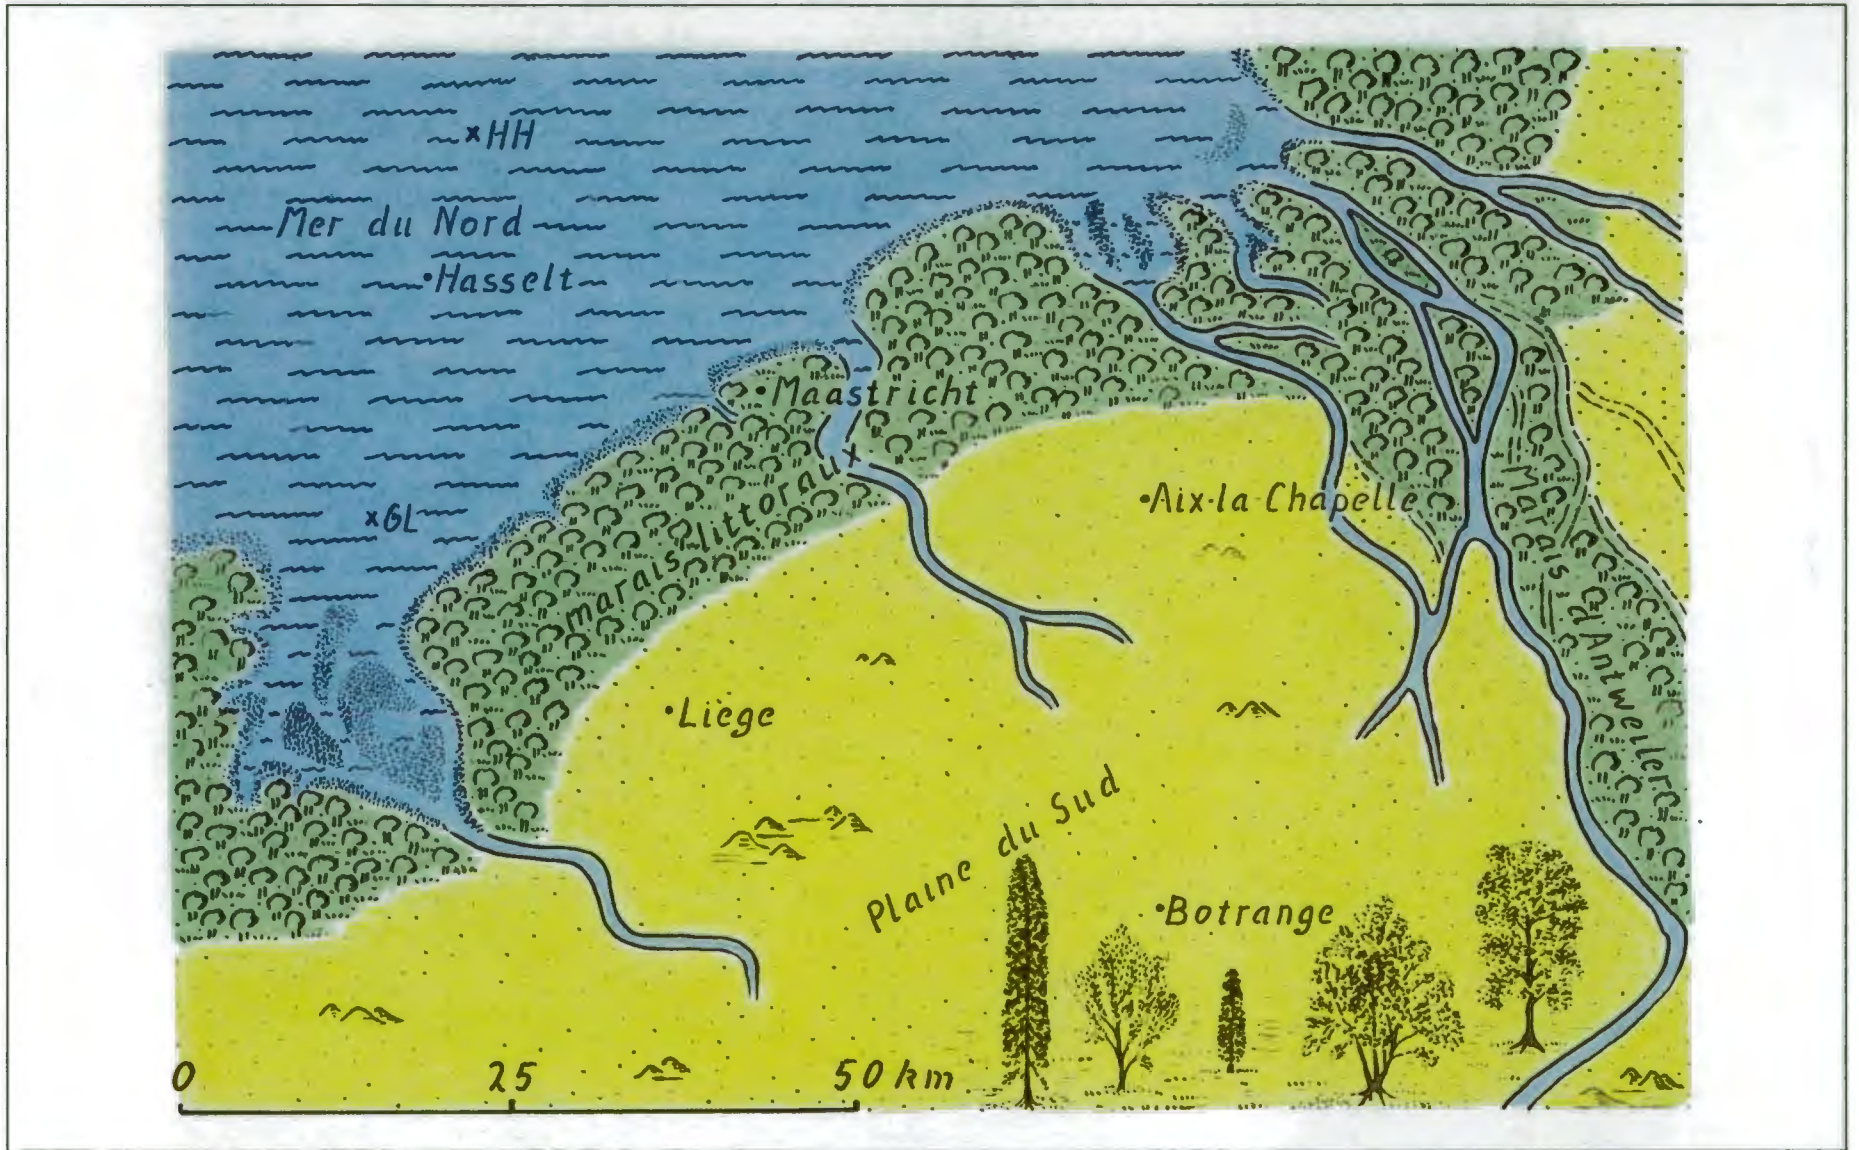 ×HH
Mer du Nord
•Hasselt
•Maastricht
×GL
marais littoraux
•Aix-la-Chapelle
Marais d'Antweiler
•Liège
Plaine du Sud
•Botrange
0 25 50 km